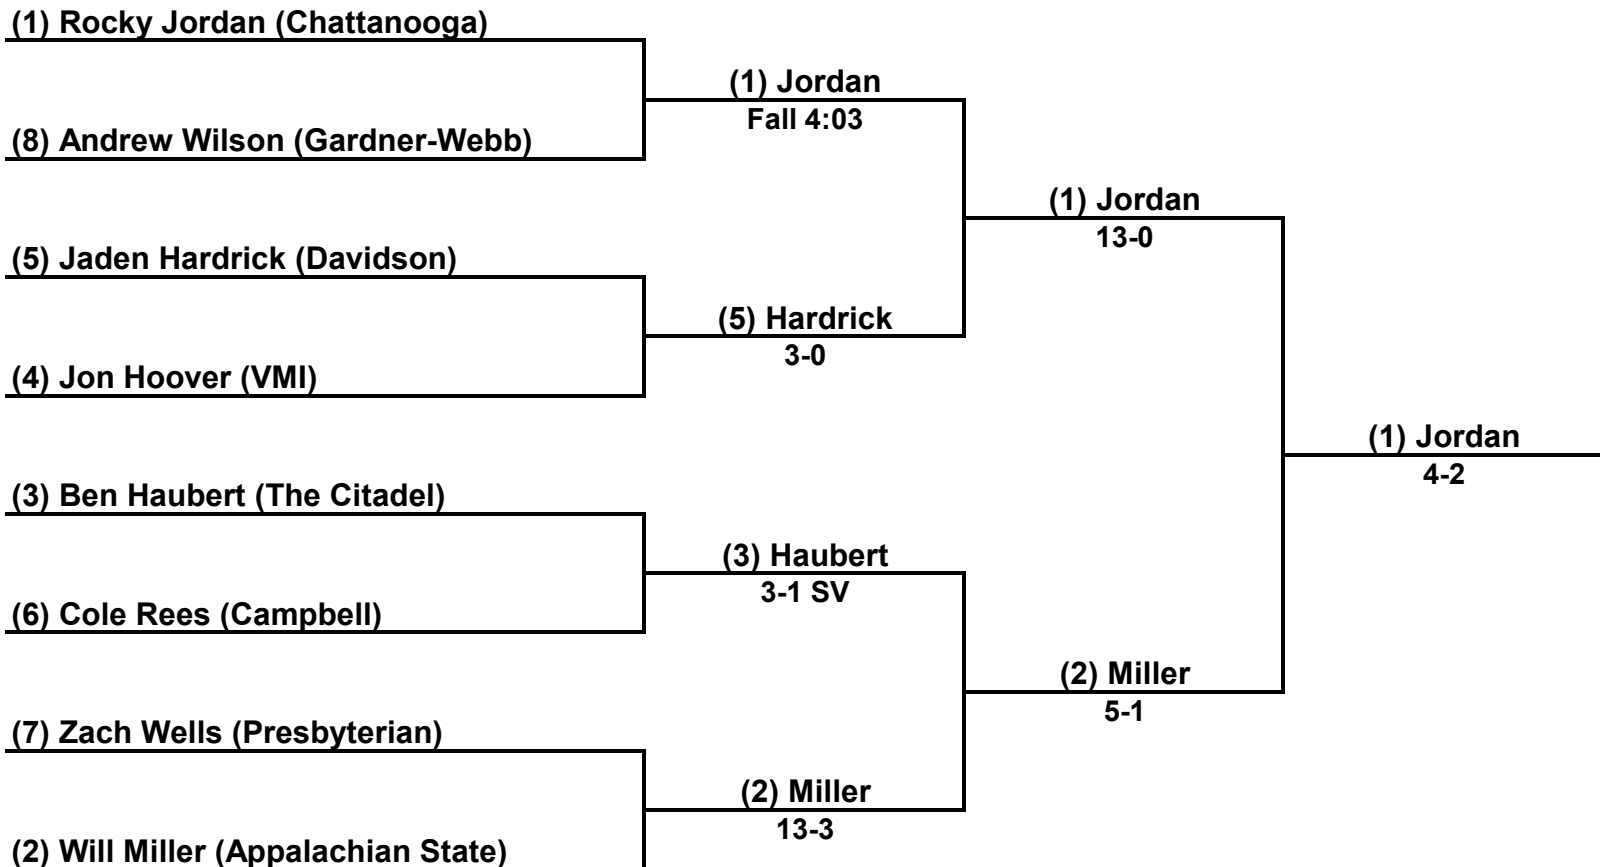 (1) Rocky Jordan (Chattanooga)
(1) Jordan
Fall 4:03
(8) Andrew Wilson (Gardner-Webb)
(1) Jordan
13-0
(5) Jaden Hardrick (Davidson)
(5) Hardrick
3-0
(4) Jon Hoover (VMI)
(1) Jordan
4-2
(3) Ben Haubert (The Citadel)
(3) Haubert
3-1 SV
(6) Cole Rees (Campbell)
(2) Miller
5-1
(7) Zach Wells (Presbyterian)
(2) Miller
13-3
(2) Will Miller (Appalachian State)